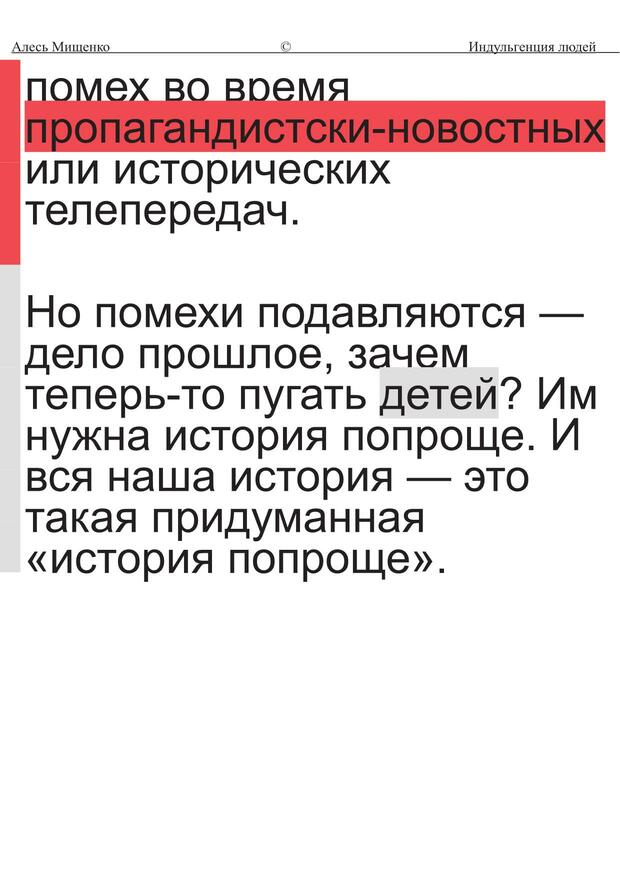 Алесь Мищенко © Индульгенция людей
помех во время
пропагандистски-новостных
или исторических
телепередач.
Но помехи подавляются —
дело прошлое, зачем
теперь-то пугать детей? Им
нужна история попроще. И
вся наша история — это
такая придуманная
«история попроще».